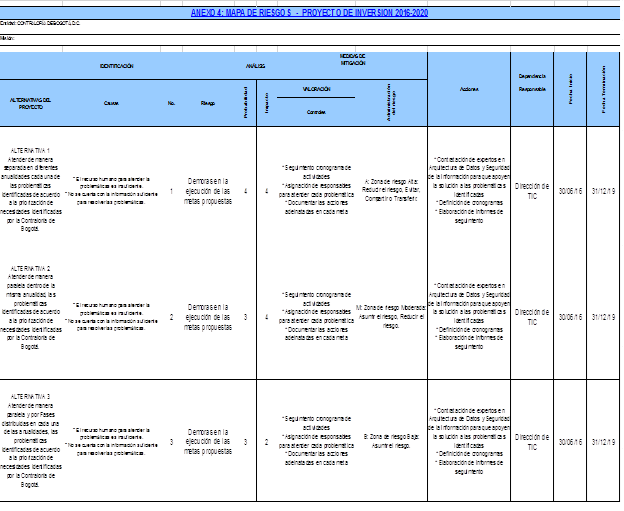 ANEXO 4: MAPA DE RIESGOS - PROYECTO DE INVERSION 2016-2020
Entidad: CONTRALORIA DE BOGOTA, D.C.
Misión:
IDENTIFICACIÓN
ANÁLISIS
MEDIDAS DE
MITIGACIÓN
ALTERNATIVAS DEL
PROYECTO
Causas
No.
Riesgo
Probabilidad
Impacto
VALORACIÓN
Controles
Administración
del riesgo
Acciones
Dependencia
Responsable
Fecha Inicio
Fecha Terminación
ALTERNATIVA 1
Atender de manera
separada en diferentes
anualidades cada una de
las problemáticas
identificadas de acuerdo
a la priorización de
necesidades identificadas
por la Contraloría de
Bogotá.
* El recurso humano para atender la
problemática es insuficiente.
* No se cuenta con la información suficiente
para resolver las problemáticas.
1
Demoras en la
ejecución de las
metas propuestas
4
4
* Seguimiento cronograma de
actividades
* Asignación de responsables
para atender cada problemática
* Documentar las acciones
adelantadas en cada meta
A: Zona de riesgo Alta:
Reducir el riesgo, Evitar,
Compartir o Transferir.
* Contratación de expertos en
Arquitectura de Datos y Seguridad
de la Información para que apoyen
la solución a las problemáticas
identificadas
* Definición de cronogramas
* Elaboración de informes de
seguimiento
Dirección de
TIC
30/06/16
31/12/19
ALTERNATIVA 2
Atender de manera
paralela dentro de la
misma anualidad, las
problemáticas
identificadas de acuerdo
a la priorización de
necesidades identificadas
por la Contraloría de
Bogotá.
* El recurso humano para atender la
problemática es insuficiente.
* No se cuenta con la información suficiente
para resolver las problemáticas.
2
Demoras en la
ejecución de las
metas propuestas
3
4
* Seguimiento cronograma de
actividades
* Asignación de responsables
para atender cada problemática
* Documentar las acciones
adelantadas en cada meta
M: Zona de riesgo Moderada:
Asumir el riesgo, Reducir el
riesgo.
* Contratación de expertos en
Arquitectura de Datos y Seguridad
de la Información para que apoyen
la solución a las problemáticas
identificadas
* Definición de cronogramas
* Elaboración de informes de
seguimiento
Dirección de
TIC
30/06/16
31/12/19
ALTERNATIVA 3
Atender de manera
paralela y por Fases
distribuidas en cada una
de las anualidades, las
problemáticas
identificadas de acuerdo
a la priorización de
necesidades identificadas
por la Contraloría de
Bogotá.
* El recurso humano para atender la
problemática es insuficiente.
* No se cuenta con la información suficiente
para resolver las problemáticas.
3
Demoras en la
ejecución de las
metas propuestas
3
2
* Seguimiento cronograma de
actividades
* Asignación de responsables
para atender cada problemática
* Documentar las acciones
adelantadas en cada meta
B: Zona de riesgo Baja:
Asumir el riesgo.
* Contratación de expertos en
Arquitectura de Datos y Seguridad
de la Información para que apoyen
la solución a las problemáticas
identificadas
* Definición de cronogramas
* Elaboración de informes de
seguimiento
Dirección de
TIC
30/06/16
31/12/19